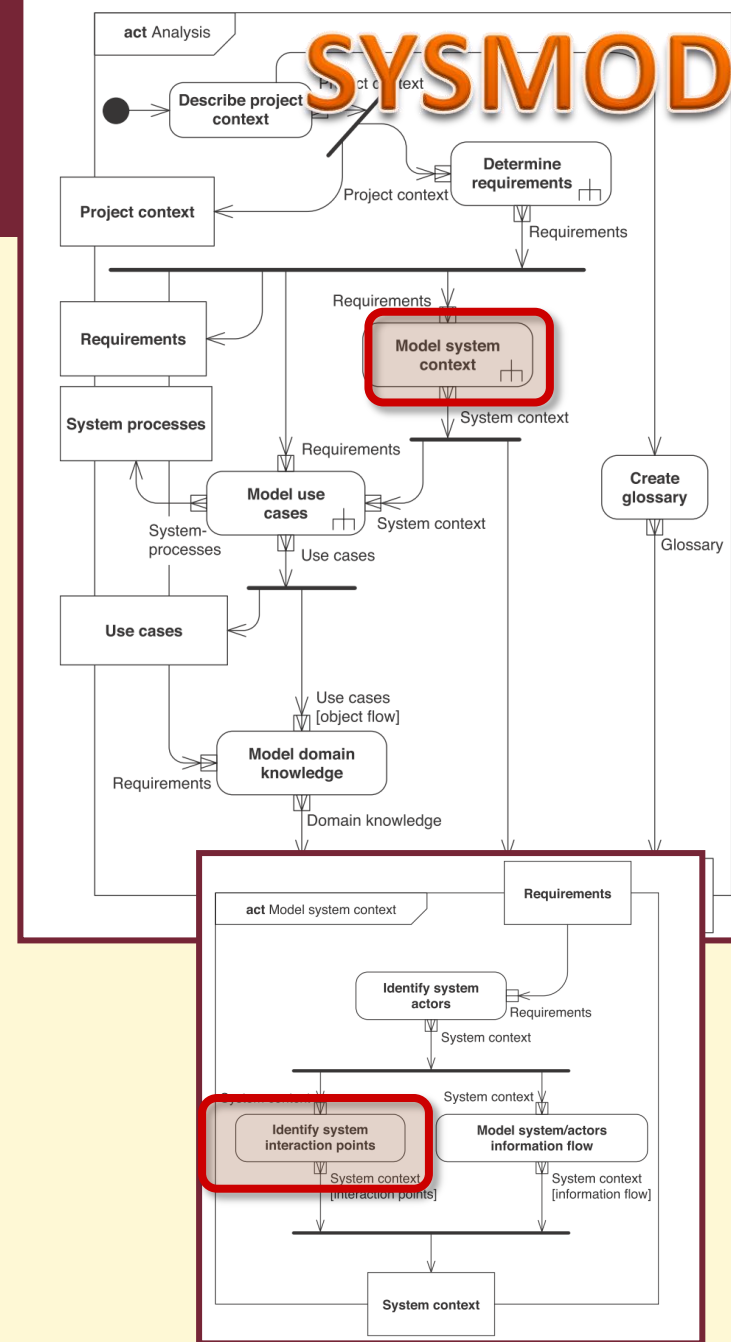 act Analysis
SYSMOD
Project context
Describe project
context
Determine
requirements
Project context
Project context
Requirements
Requirements
Requirements
Model system
context
System context
System processes
Requirements
Model use
cases
System context
Create
glossary
System-
processes
Use cases
Glossary
Use cases
Use cases
[object flow]
Model domain
knowledge
Requirements
Domain knowledge
act Model system context
Requirements
Identify system
actors
Requirements
System context
System context
System context
Identify system
interaction points
Model system/actors
information flow
System context
[interaction points]
System context
[information flow]
System context